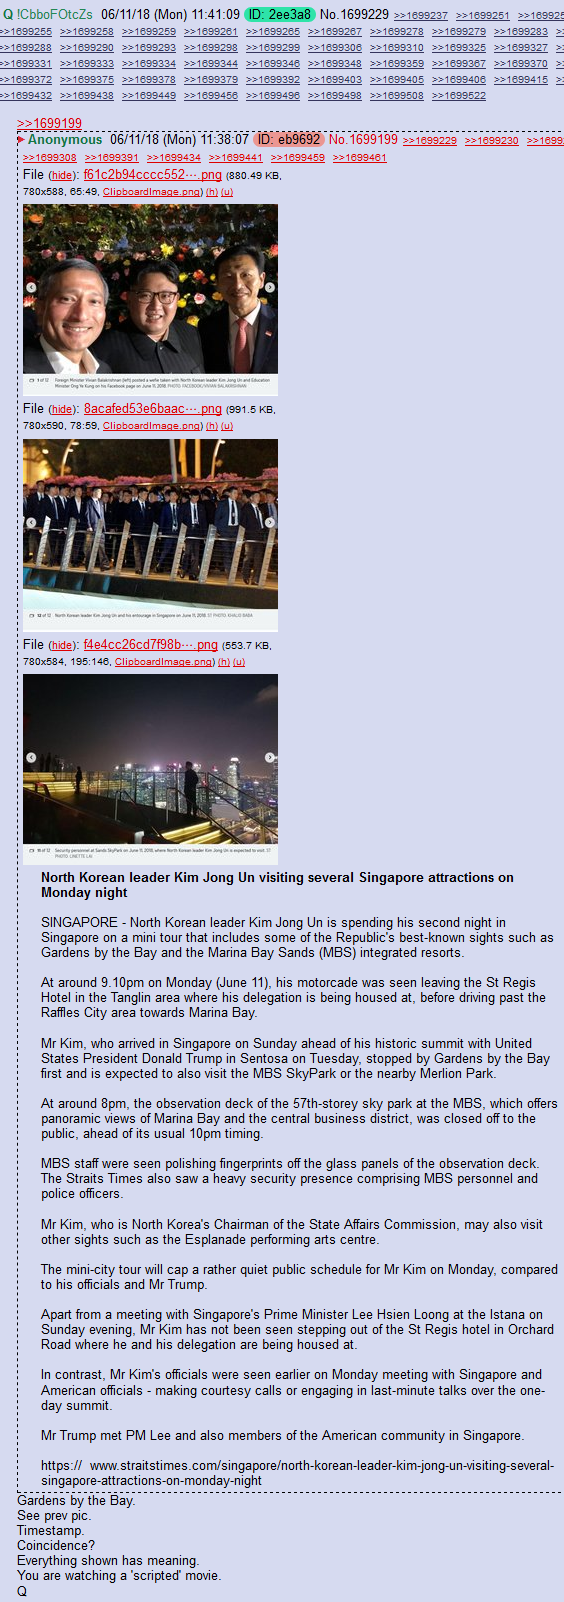 Q !CbboFOtcZs 06/11/18 (Mon) 11:41:09 ID: 2ee3a8 No.1699229 >>1699237 >>1699251
>>1699255 >>1699258 >>1699259 >>1699261 >>1699265 >>1699267 >>1699278 >>1699279 >>1699283
>>1699288 >>1699290 >>1699293 >>1699298 >>1699299 >>1699306 >>1699310 >>1699325 >>1699327
>>1699331 >>1699333 >>1699334 >>1699344 >>1699346 >>1699348 >>1699359 >>1699367 >>1699370
>>1699372 >>1699375 >>1699378 >>1699379 >>1699392 >>1699403 >>1699405 >>1699406 >>1699415
>>1699432 >>1699438 >>1699449 >>1699456 >>1699496 >>1699498 >>1699508 >>1699522
>>1699199
Anonymous 06/11/18 (Mon) 11:38:07 ID: eb9692 No.1699199 >>1699229 >>1699230
>>1699308 >>1699391 >>1699434 >>1699441 >>1699459 >>1699461
File (hide): f61c2b94cccc552···.png (880.49 KB,
780x588, 65:49, ClipboardImage.png) (h) (u)
1 of 12 Foreign Minister Vivian Balakrishnan (left) posted a wefie taken with North Korean leader Kim Jong Un and Education
Minister Ong Ye Kung on his Facebook page on June 11, 2018. PHOTO: FACEBOOK/VIVIAN BALAKRISHNAN
File (hide): 8acafed53e6baac···.png (991.5 KB,
780x590, 78:59, ClipboardImage.png) (h) (u)
12 of 12 North Korean leader Kim Jong Un and his entourage in Singapore on June 11, 2018. ST PHOTO: KHALID BABA
File (hide): f4e4cc26cd7f98b···.png (553.7 KB,
780x584, 195:146, ClipboardImage.png) (h) (u)
Security personnel at Sands SkyPark on June 11, 2018, where North Korean leader Kim Jong Un is expected to visit. ST
PHOTO: LYNETTE LAI
North Korean leader Kim Jong Un visiting several Singapore attractions on
Monday night
SINGAPORE - North Korean leader Kim Jong Un is spending his second night in
Singapore on a mini tour that includes some of the Republic's best-known sights such as
Gardens by the Bay and the Marina Bay Sands (MBS) integrated resorts.
At around 9.10pm on Monday (June 11), his motorcade was seen leaving the St Regis
Hotel in the Tanglin area where his delegation is being housed at, before driving past the
Raffles City area towards Marina Bay.
Mr Kim, who arrived in Singapore on Sunday ahead of his historic summit with United
States President Donald Trump in Sentosa on Tuesday, stopped by Gardens by the Bay
first and is expected to also visit the MBS SkyPark or the nearby Merlion Park.
At around 8pm, the observation deck of the 57th-storey sky park at the MBS, which offers
panoramic views of Marina Bay and the central business district, was closed off to the
public, ahead of its usual 10pm timing.
MBS staff were seen polishing fingerprints off the glass panels of the observation deck.
The Straits Times also saw a heavy security presence comprising MBS personnel and
police officers.
Mr Kim, who is North Korea's Chairman of the State Affairs Commission, may also visit
other sights such as the Esplanade performing arts centre.
The mini-city tour will cap a rather quiet public schedule for Mr Kim on Monday, compared
to his officials and Mr Trump.
Apart from a meeting with Singapore's Prime Minister Lee Hsien Loong at the Istana on
Sunday evening, Mr Kim has not been seen stepping out of the St Regis hotel in Orchard
Road where he and his delegation are being housed at.
In contrast, Mr Kim's officials were seen earlier on Monday meeting with Singapore and
American officials - making courtesy calls or engaging in last-minute talks over the one-
day summit.
Mr Trump met PM Lee and also members of the American community in Singapore.
https:// www.straitstimes.com/singapore/north-korean-leader-kim-jong-un-visiting-several-
singapore-attractions-on-monday-night
Gardens by the Bay.
See prev pic.
Timestamp.
Coincidence?
Everything shown has meaning.
You are watching a 'scripted' movie.
Q